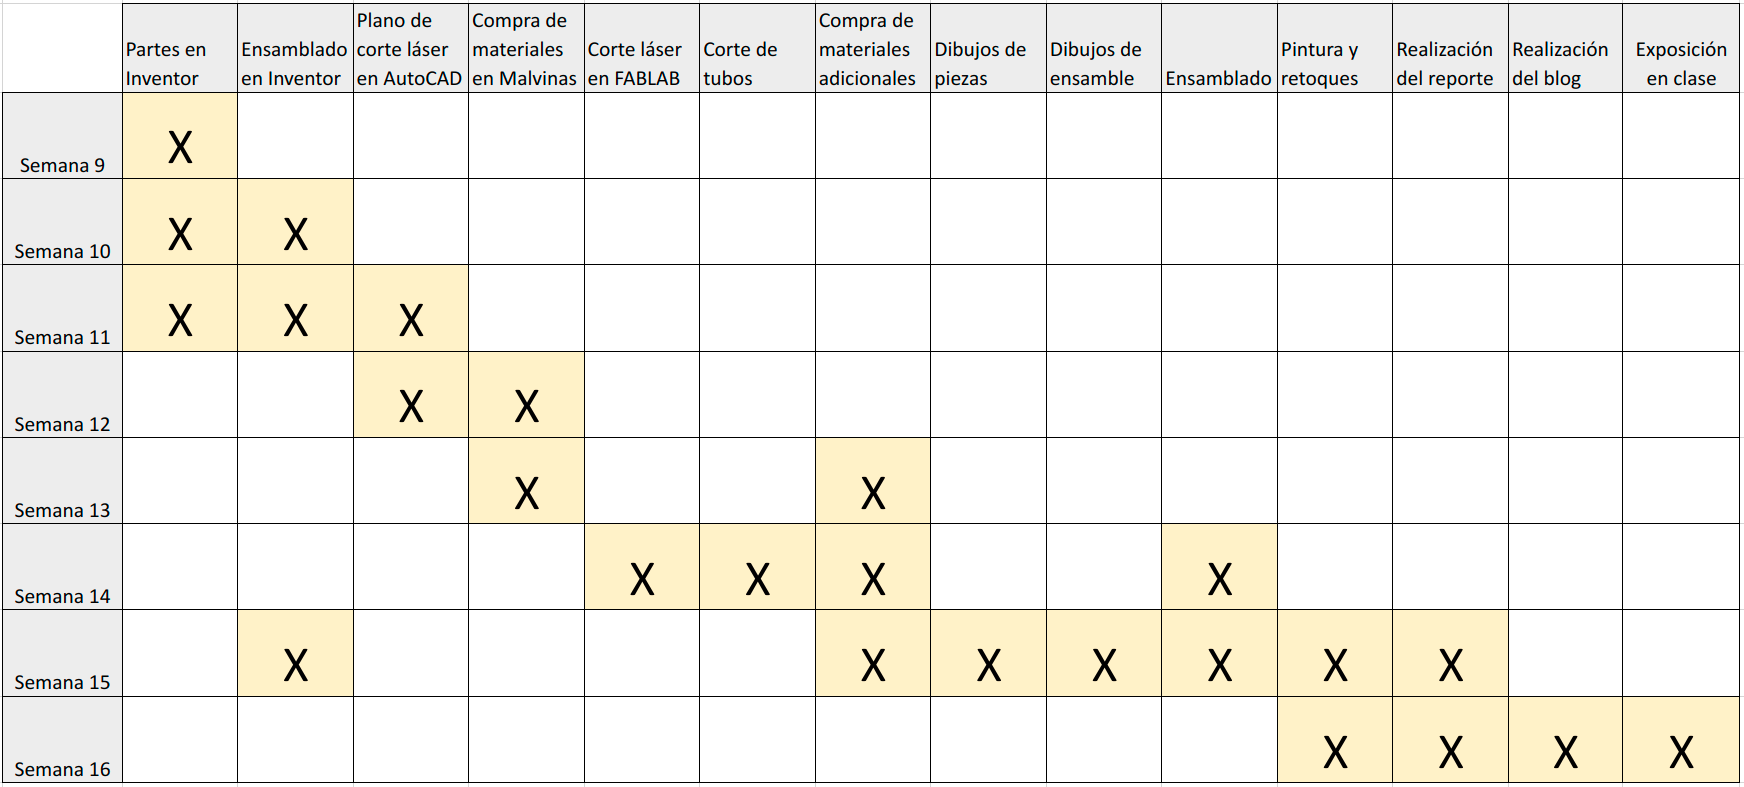 Partes en
Inventor
Ensamblado
en Inventor
Plano de
corte láser
en AutoCAD
Compra de
materiales
en Malvinas
Corte láser
en FABLAB
Corte de
tubos
Compra de
materiales
adicionales
Dibujos de
piezas
Dibujos de
ensamble
Ensamblado
Pintura y
retoques
Realización
del reporte
Realización
del blog
Exposición
en clase
Semana 9 X
Semana 10 X X
Semana 11 X X X
Semana 12 X X
Semana 13 X X
Semana 14 X X X X
Semana 15 X X X X X X X
Semana 16 X X X X